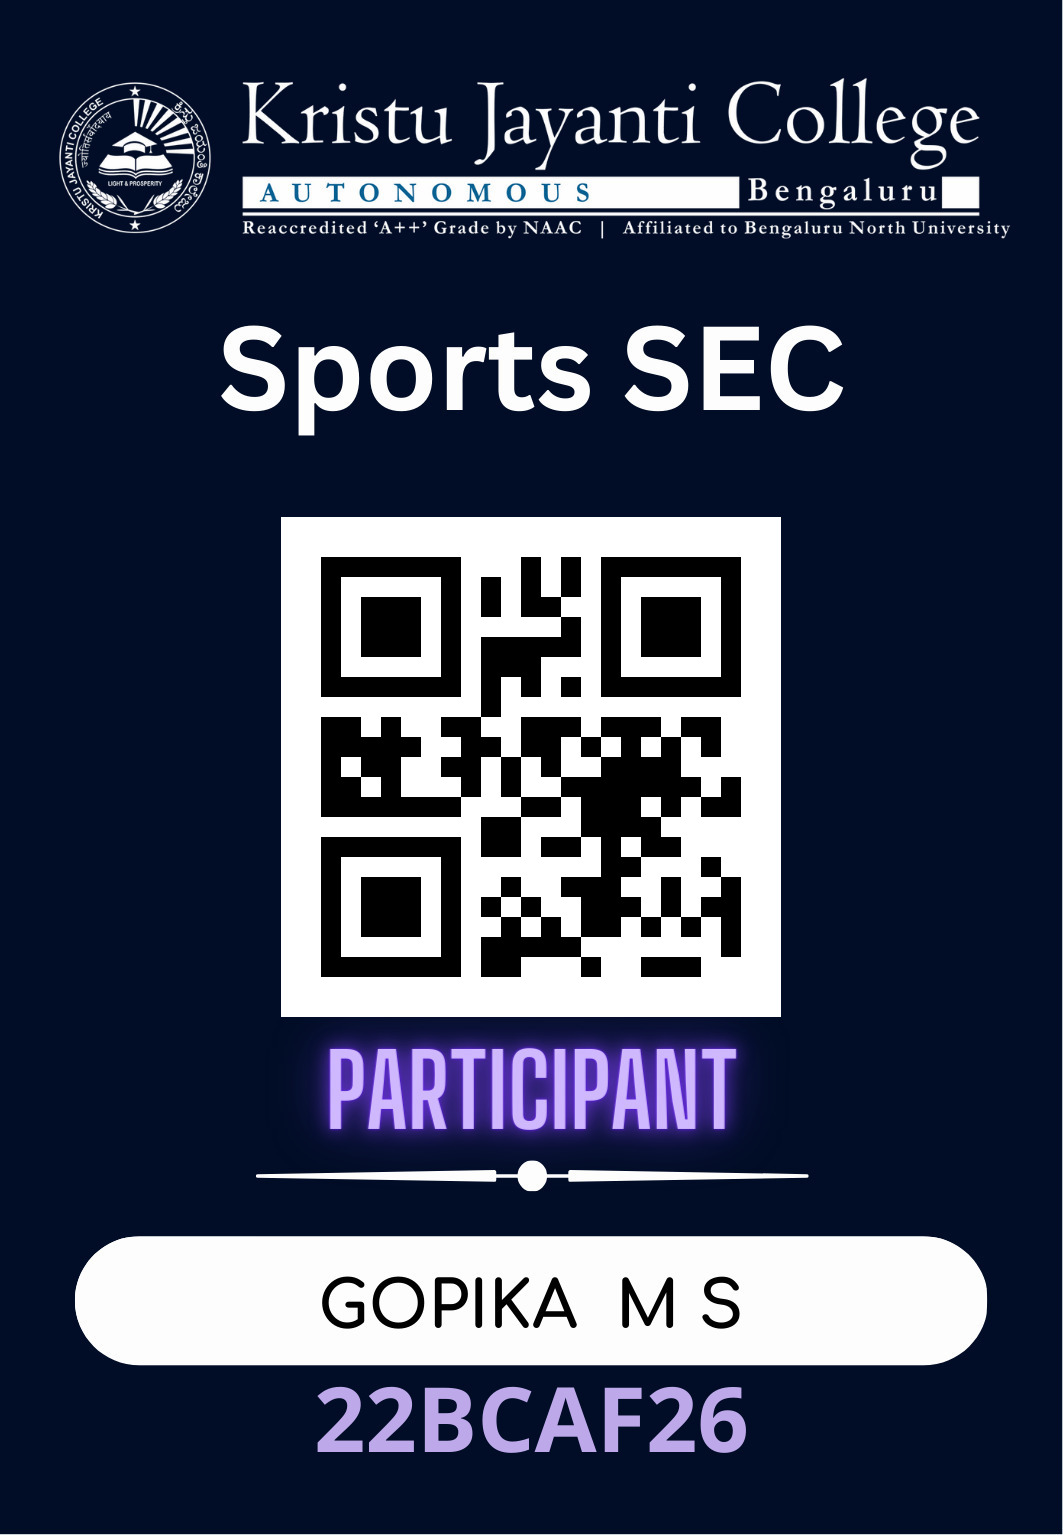 Kristu Jayanti College
AUTONOMOUS Bengaluru
Reaccredited ‘A++’ Grade by NAAC | Affiliated to Bengaluru North University
KRISTU JAYANTI COLLEGE
LIGHT & PROSPERITY
Sports SEC
PARTICIPANT
GOPIKA M S
22BCAF26